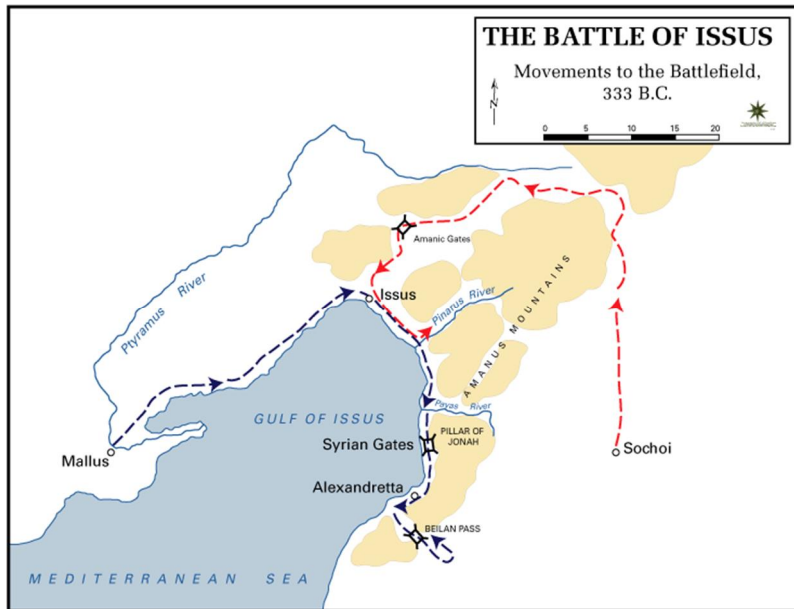 THE BATTLE OF ISSUS
Movements to the Battlefield,
333 B.C.
N
0 5 10 15 20
Amanic Gates
Issus
Pinarus River
Ptyramus River
AMANUS MOUNTAINS
GULF OF ISSUS
Payas River
PILLAR OF
JONAH
Syrian Gates
Mallus
Sochoi
Alexandretta
BEILAN PASS
MEDITERRANEAN SEA